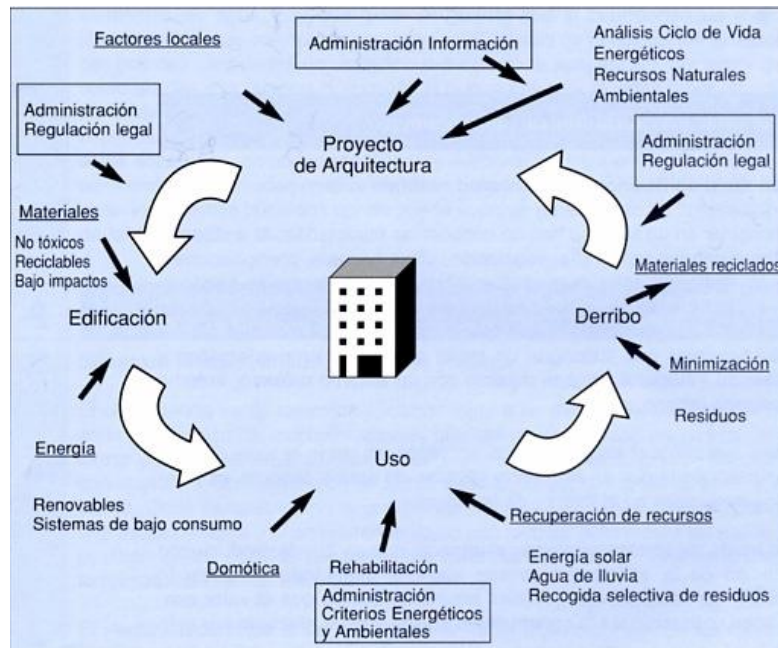 Factores locales
Administración Información
Análisis Ciclo de Vida
Energéticos
Recursos Naturales
Ambientales
Administración
Regulación legal
Proyecto
de Arquitectura
Administración
Regulación legal
Materiales
No tóxicos
Reciclables
Bajo impactos
Materiales reciclados
Edificación
Derribo
Minimización
Residuos
Energía
Renovables
Sistemas de bajo consumo
Uso
Recuperación de recursos
Energía solar
Agua de lluvia
Recogida selectiva de residuos
Domótica
Rehabilitación
Administración
Criterios Energéticos
y Ambientales